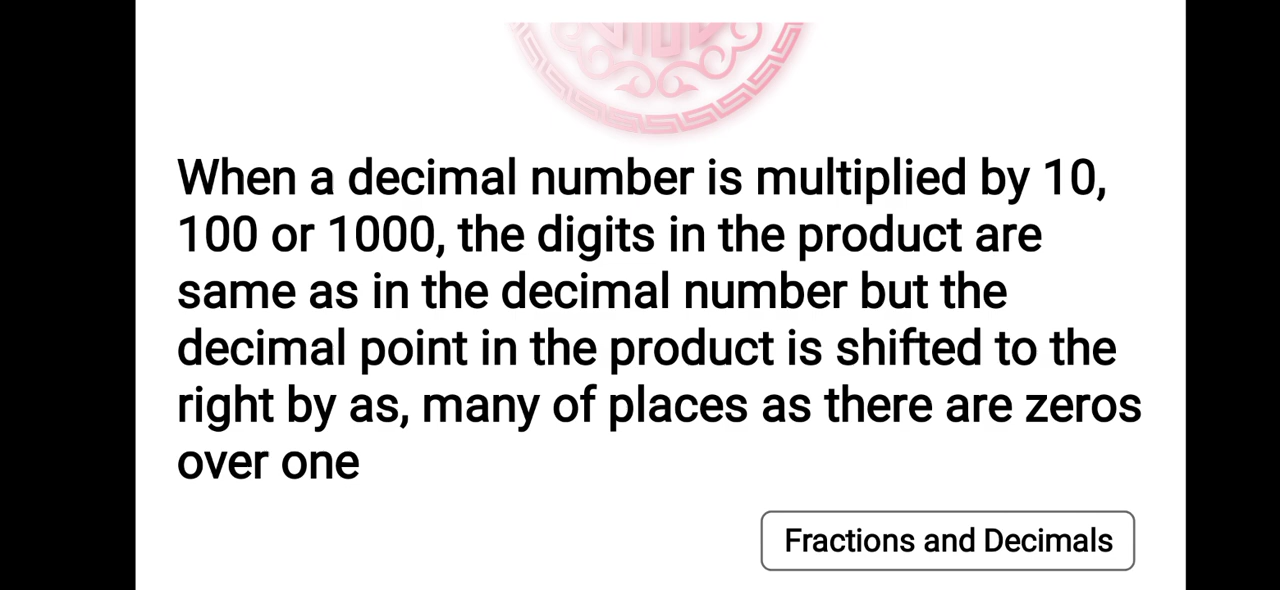 When a decimal number is multiplied by 10,
100 or 1000, the digits in the product are
same as in the decimal number but the
decimal point in the product is shifted to the
right by as, many of places as there are zeros
over one
Fractions and Decimals